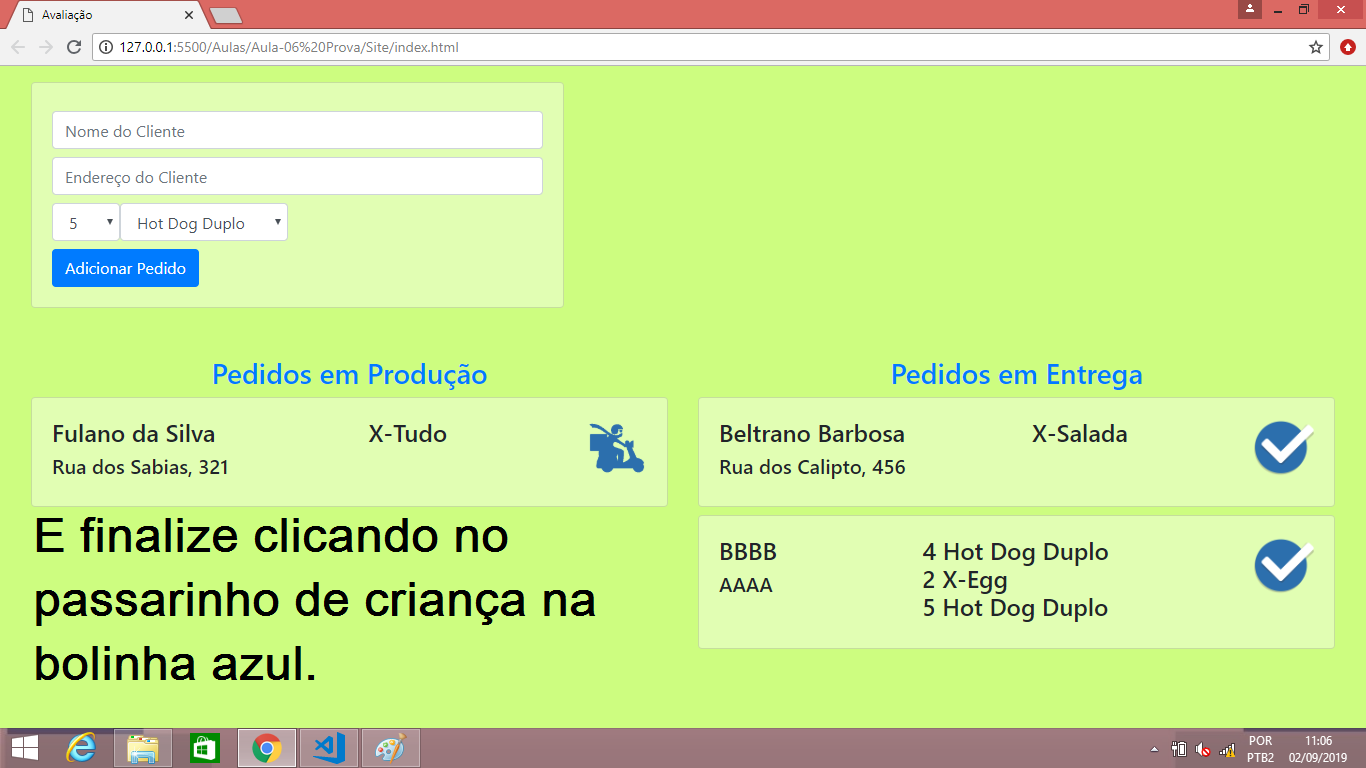 Avaliação
127.0.0.1:5500/Aulas/Aula-06%20Prova/Site/index.html
Nome do Cliente
Endereço do Cliente
5 Hot Dog Duplo
Adicionar Pedido
Pedidos em Produção
Fulano da Silva X-Tudo
Rua dos Sabias, 321
E finalize clicando no
passarinho de criança na
bolinha azul.
Pedidos em Entrega
Beltrano Barbosa X-Salada
Rua dos Calipto, 456
BBBB 4 Hot Dog Duplo
AAAA 2 X-Egg
5 Hot Dog Duplo
POR 11:06
PTB2 02/09/2019